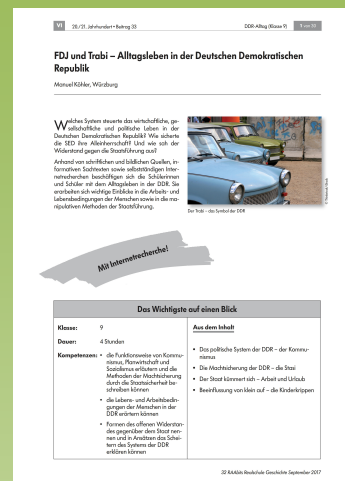 VI
20./21. Jahrhundert • Beitrag 33
DDR-Alltag (Klasse 9)
FDJ und Trabi – Alltagsleben in der Deutschen Demokratischen
Republik
Manuel Köhler, Würzburg
Welches System steuerte das wirtschaftliche, ge-
sellschaftliche und politische Leben in der
Deutschen Demokratischen Republik? Wie sicherte
die SED ihre Alleinherrschaft? Und wie sah der
Widerstand gegen die Staatsführung aus?
Anhand von schriftlichen und bildlichen Quellen, in-
formativen Sachtexten sowie selbstständigen Inter-
netrecherchen beschäftigen sich die Schülerinnen
und Schüler mit dem Alltagsleben in der DDR. Sie
erarbeiten sich wichtige Einblicke in die Arbeits- und
Lebensbedingungen der Menschen sowie in die ma-
nipulativen Methoden der Staatsführung.
Der Trabi – das Symbol der DDR
Mit Internetrecherche!
Das Wichtigste auf einen Blick
Klasse: 9
Dauer: 4 Stunden
Kompetenzen: • die Funktionsweise von Kommu-
nismus, Planwirtschaft und
Sozialismus erläutern und die
Methoden der Machtsicherung
durch die Staatssicherheit be-
schreiben können
• die Lebens- und Arbeitsbedin-
gungen der Menschen in der
DDR erörtern können
• Formen des offenen Widerstan-
des gegenüber dem Staat nen-
nen und in Ansätzen das Schei-
tern des Systems der DDR
erklären können
Aus dem Inhalt
• Das politische System der DDR – der Kommu-
nismus
• Die Machtsicherung der DDR – die Stasi
• Der Staat kümmert sich – Arbeit und Urlaub
• Beeinflussung von klein auf – die Kinderkrippen
32 RAAbits Realschule Geschichte September 2017